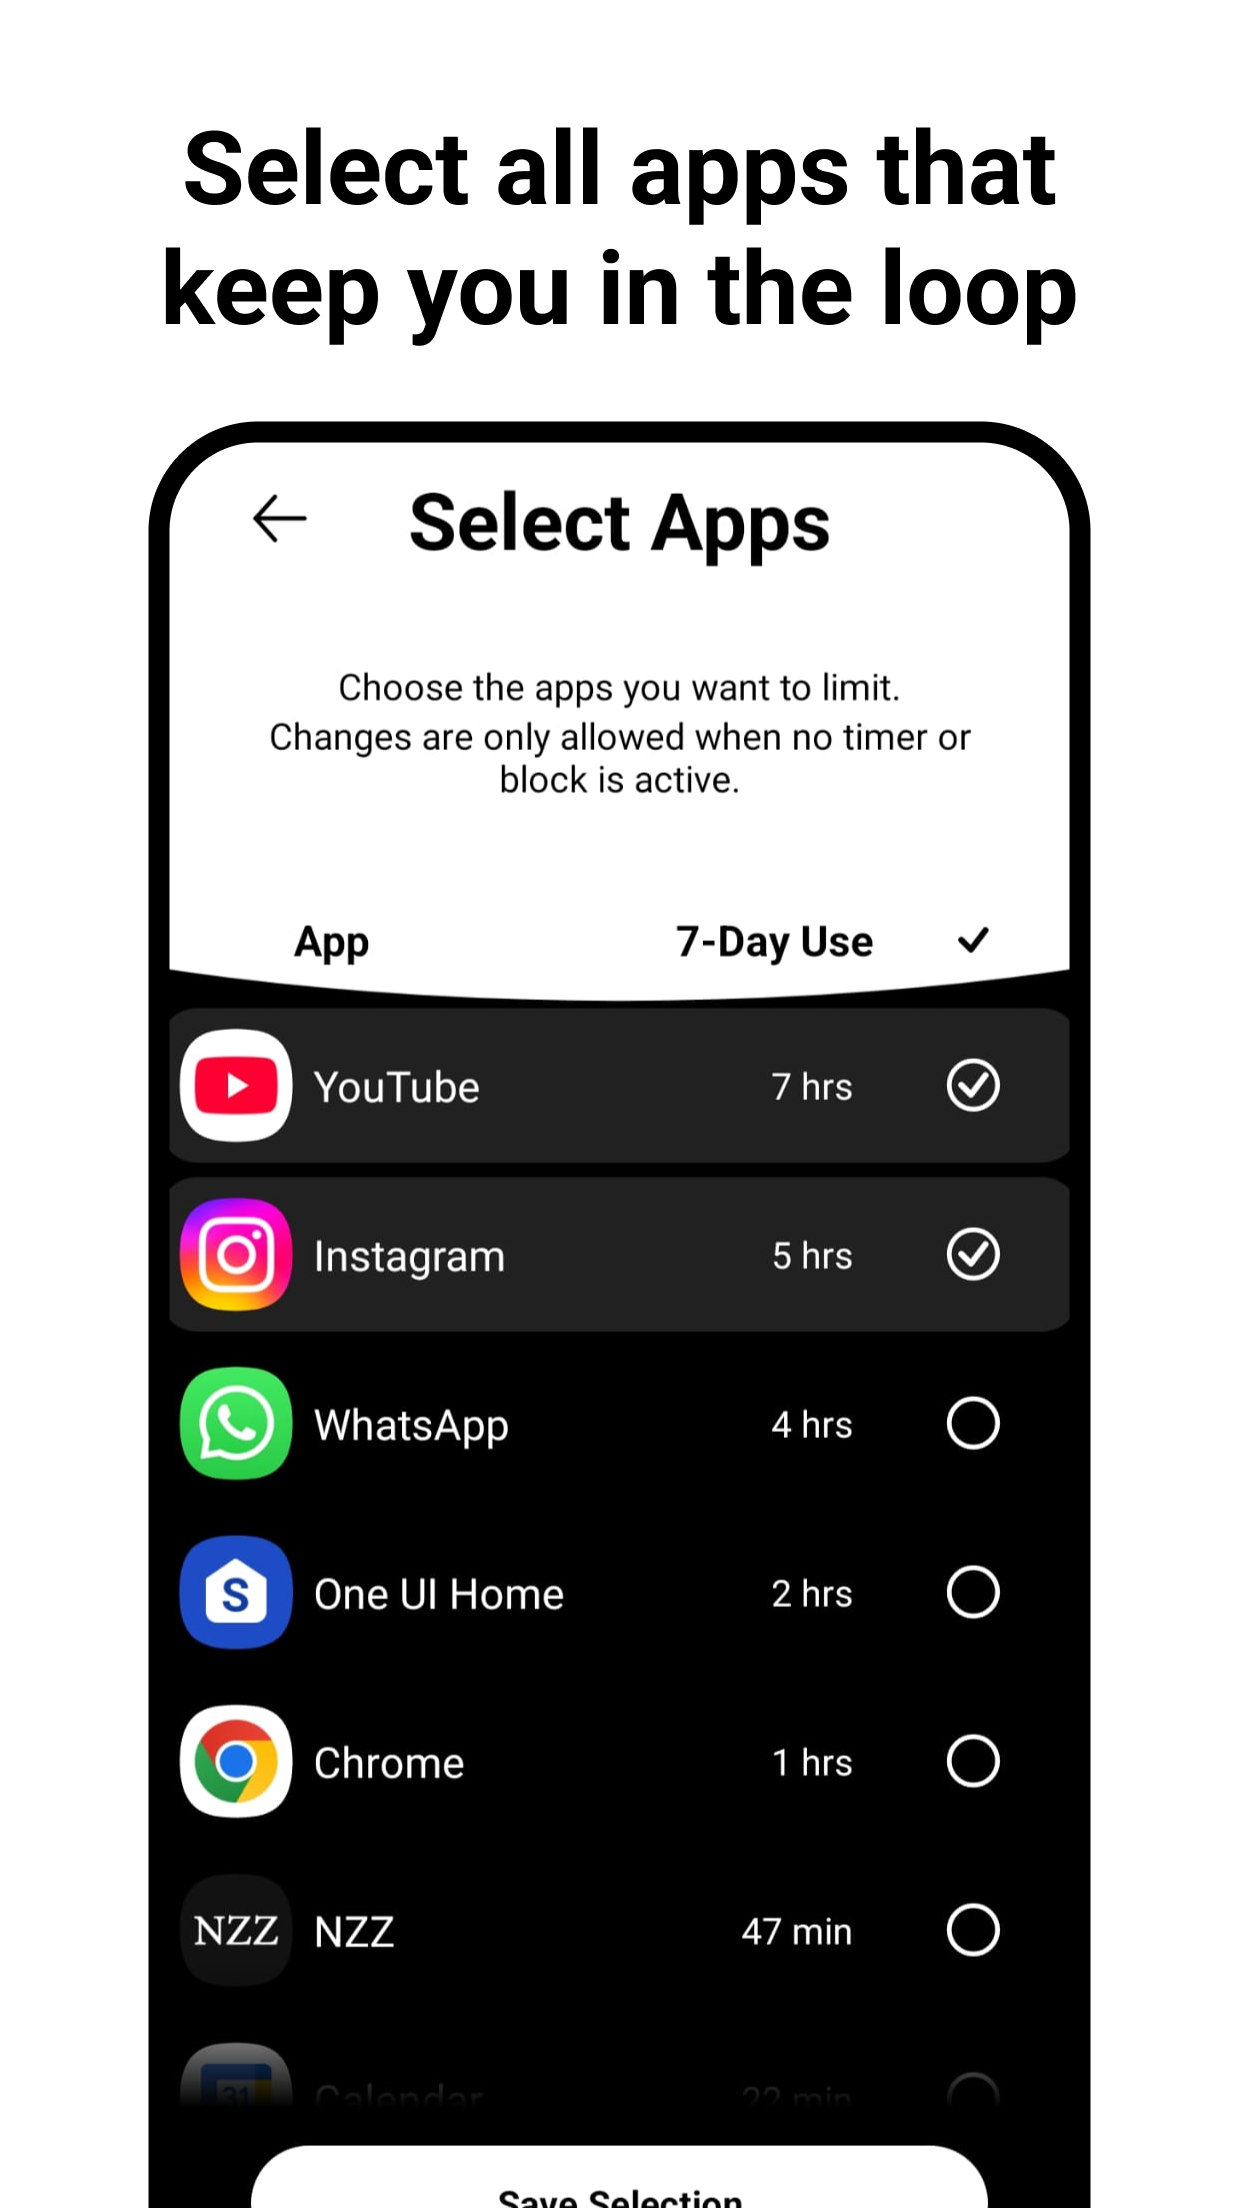 Select all apps that
keep you in the loop
Select Apps
Choose the apps you want to limit.
Changes are only allowed when no timer or
block is active.
App 7-Day Use
YouTube 7 hrs
Instagram 5 hrs
WhatsApp 4 hrs
S One UI Home 2 hrs
Chrome 1 hrs
NZZ NZZ 47 min
31 Calendar 22 min
Save Selection